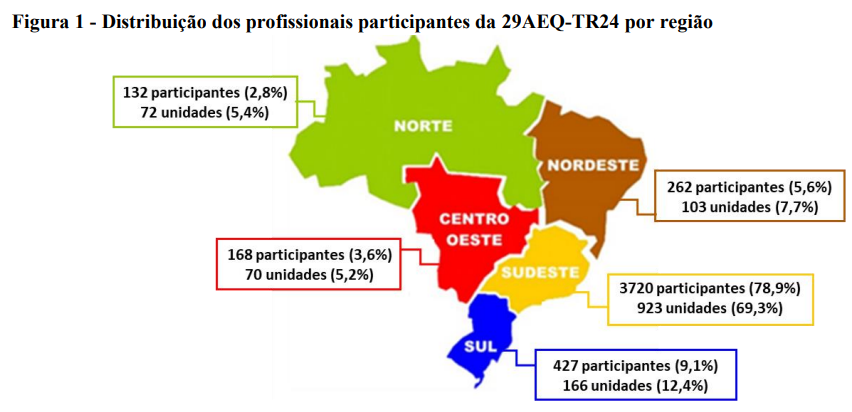 Figura 1 - Distribuição dos profissionais participantes da 29AEQ-TR24 por região
132 participantes (2,8%)
72 unidades (5,4%)
NORTE
NORDESTE
262 participantes (5,6%)
103 unidades (7,7%)
CENTRO
OESTE
168 participantes (3,6%)
70 unidades (5,2%)
SUDESTE
3720 participantes (78,9%)
923 unidades (69,3%)
SUL
427 participantes (9,1%)
166 unidades (12,4%)